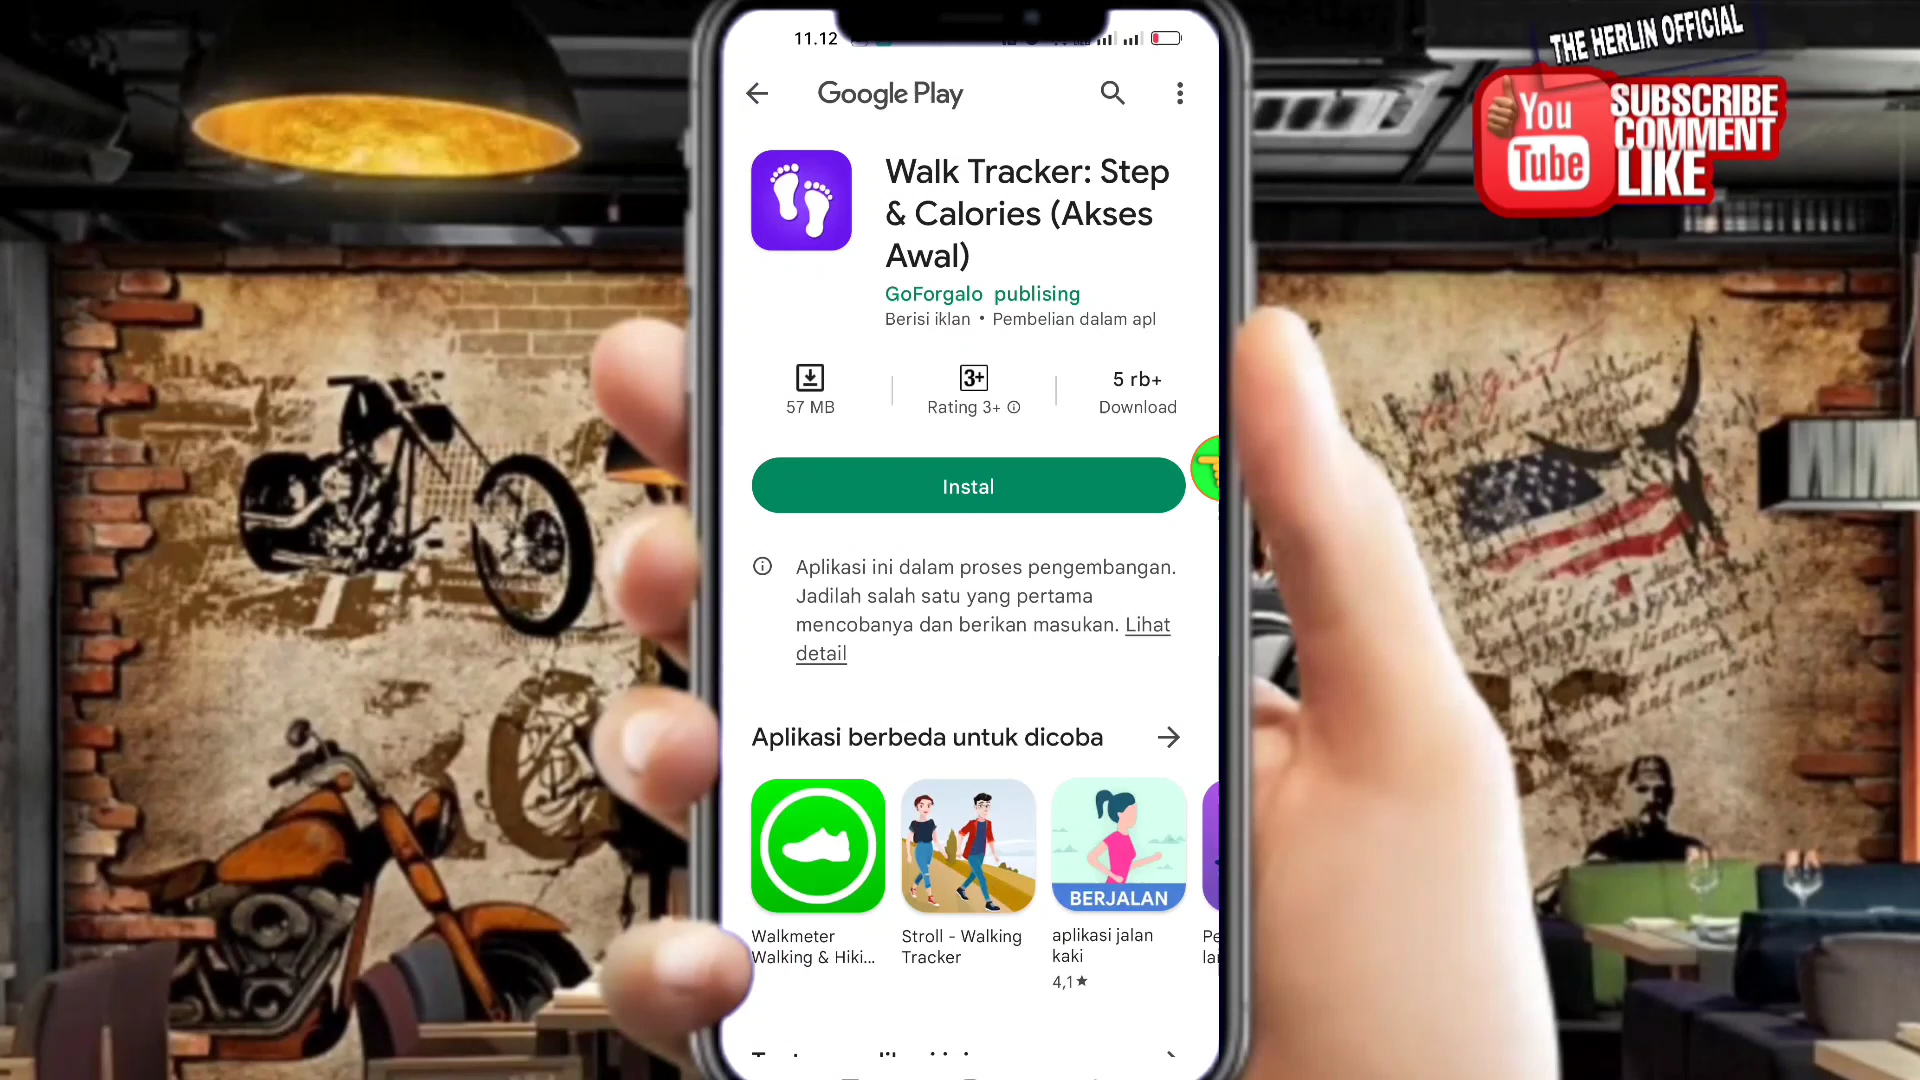 THE HERLIN OFFICIAL
You
Tube
SUBSCRIBE
COMMENT
LIKE
11.12
Google Play
Walk Tracker: Step
& Calories (Akses
Awal)
GoForgalo publising
Berisi iklan • Pembelian dalam apl
57 MB
3+
Rating 3+
5 rb+
Download
Instal
Aplikasi ini dalam proses pengembangan.
Jadilah salah satu yang pertama
mencobanya dan berikan masukan. Lihat
detail
Aplikasi berbeda untuk dicoba
BERJALAN
Walkmeter
Walking & Hiki...
Stroll - Walking
Tracker
aplikasi jalan
kaki
4,1★